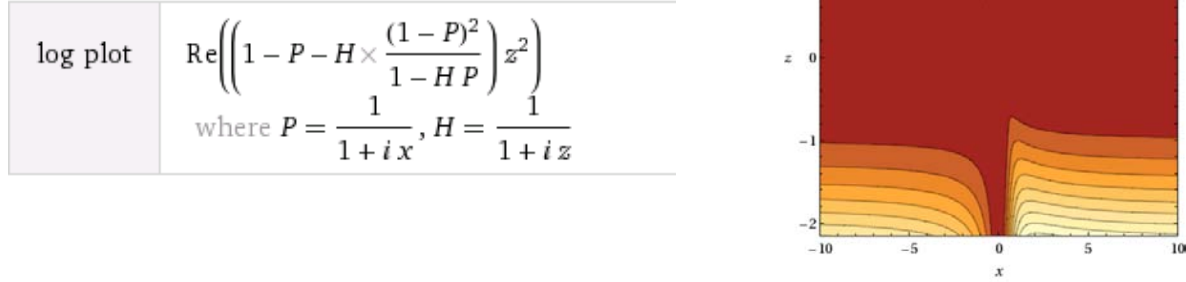 log plot
Re((1 − P − H × (1 − P)² / (1 − H P)) z²)
where P = 1 / (1 + i x), H = 1 / (1 + i z)
z
0
−1
−2
−10 −5 0 5 10
x